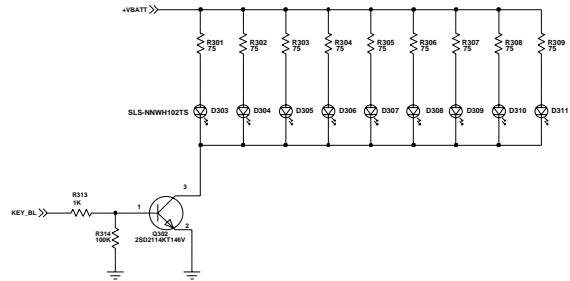 +VBATT
R301 R302 R303 R304 R305 R306 R307 R308 R309
75 75 75 75 75 75 75 75 75
SLS-NNWH102TS D303 D304 D305 D306 D307 D308 D309 D310 D311
3
R313
1K
1
KEY_BL
2
R314
100K
Q302
2SD2114KT146V